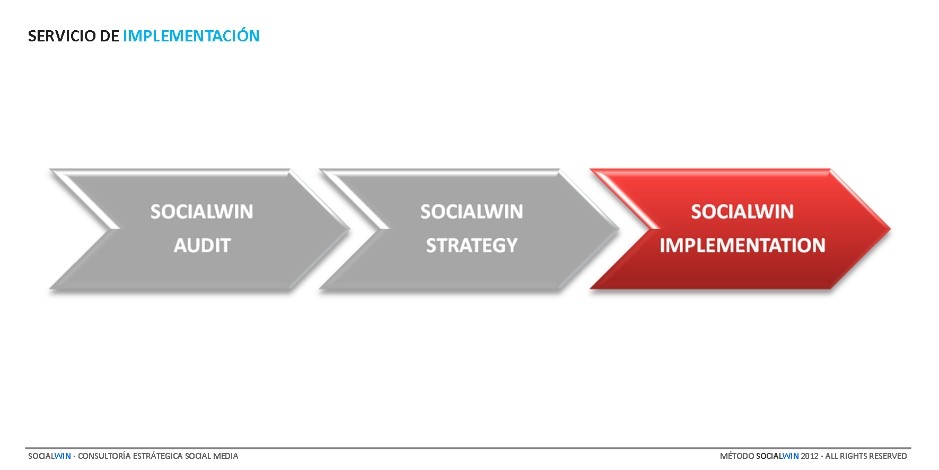 SERVICIO DE IMPLEMENTACIÓN
SOCIALWIN
AUDIT
SOCIALWIN
STRATEGY
SOCIALWIN
IMPLEMENTATION
SOCIALWIN - CONSULTORÍA ESTRÁTEGICA SOCIAL MEDIA
MÉTODO SOCIALWIN 2012 - ALL RIGHTS RESERVED